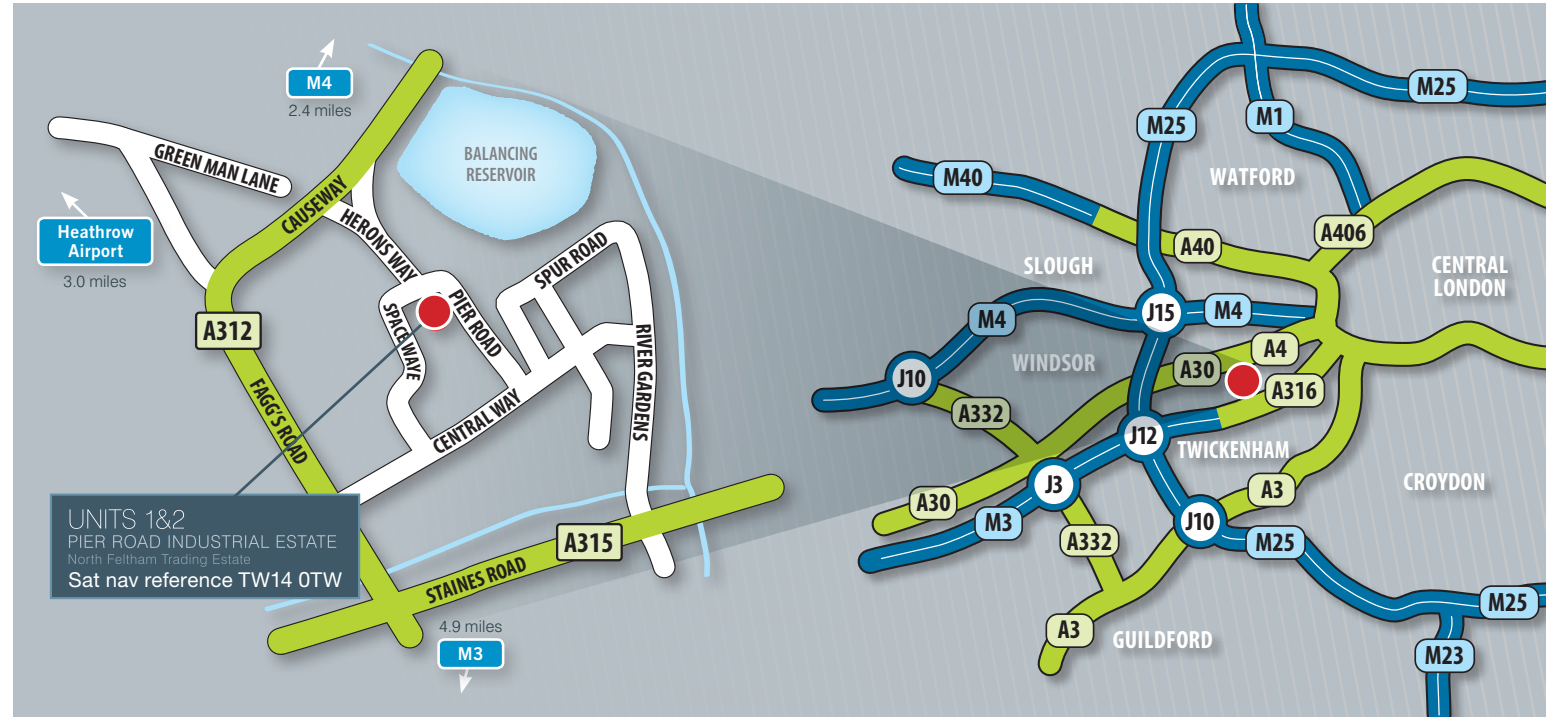 M4
2.4 miles
GREEN MAN LANE
CAUSEWAY
BALANCING
RESERVOIR
Heathrow
Airport
3.0 miles
HERONS WAY
SPUR ROAD
PIER ROAD
SPACE WAYE
A312
RIVER GARDENS
FAGG'S ROAD
CENTRAL WAY
UNITS 1&2
PIER ROAD INDUSTRIAL ESTATE
North Feltham Trading Estate
Sat nav reference TW14 0TW
A315
STAINES ROAD
4.9 miles
M3
M25
M1
M25
WATFORD
M40
A406
A40
SLOUGH
CENTRAL
LONDON
J15
M4
M4
A4
WINDSOR
A30
J10
A316
A332
J12
TWICKENHAM
J3
A3
CROYDON
A30
M3
J10
A332
M25
M25
A3
GUILDFORD
M23